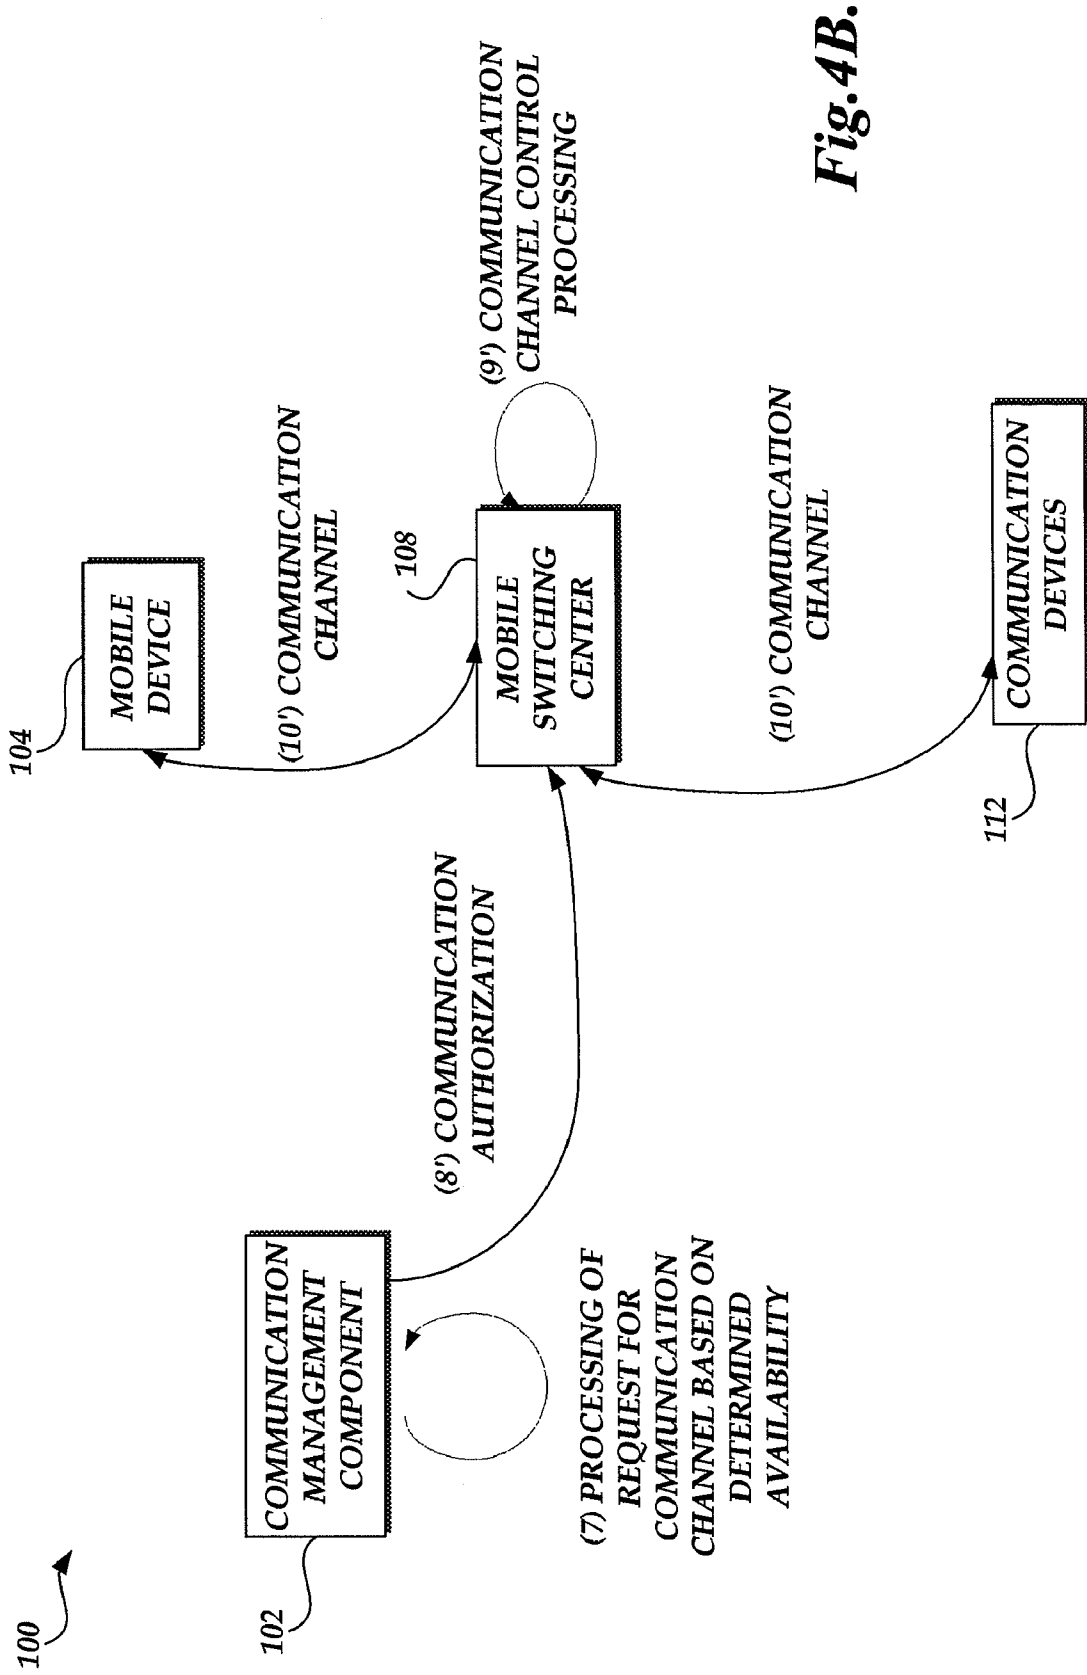 100
102
COMMUNICATION
MANAGEMENT
COMPONENT
(7) PROCESSING OF
REQUEST FOR
COMMUNICATION
CHANNEL BASED ON
DETERMINED
AVAILABILITY
(8') COMMUNICATION
AUTHORIZATION
104
MOBILE
DEVICE
(10') COMMUNICATION
CHANNEL
108
MOBILE
SWITCHING
CENTER
(9') COMMUNICATION
CHANNEL CONTROL
PROCESSING
(10') COMMUNICATION
CHANNEL
112
COMMUNICATION
DEVICES
Fig.4B.